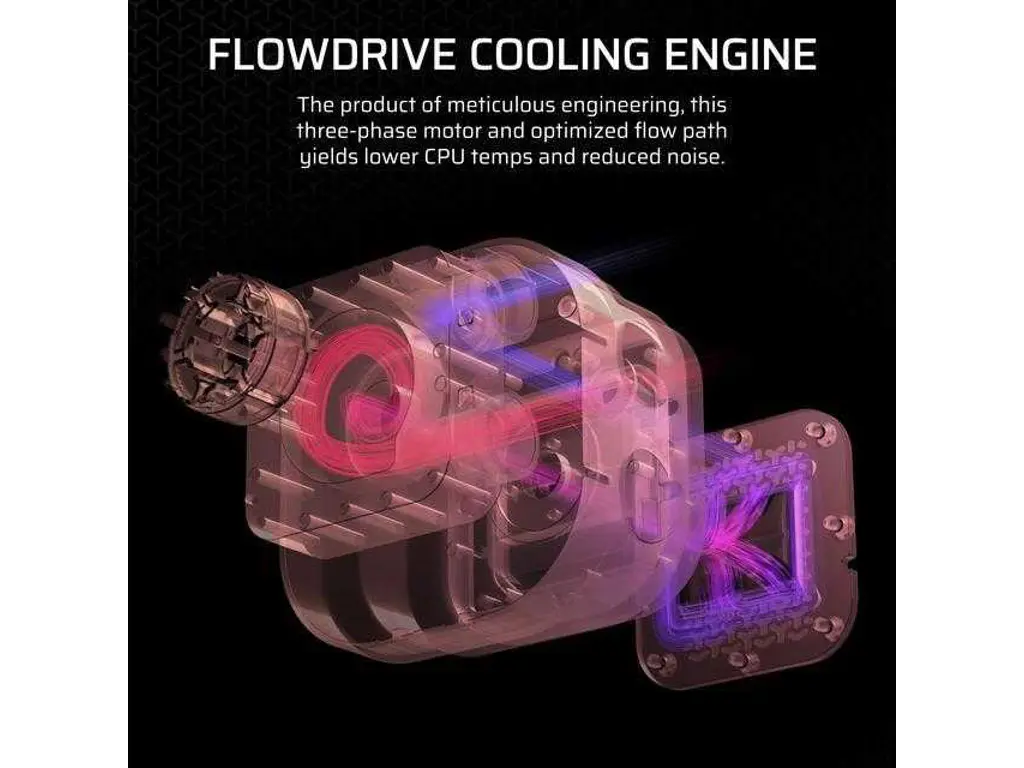 FLOWDRIVE COOLING ENGINE
The product of meticulous engineering, this
three-phase motor and optimized flow path
yields lower CPU temps and reduced noise.